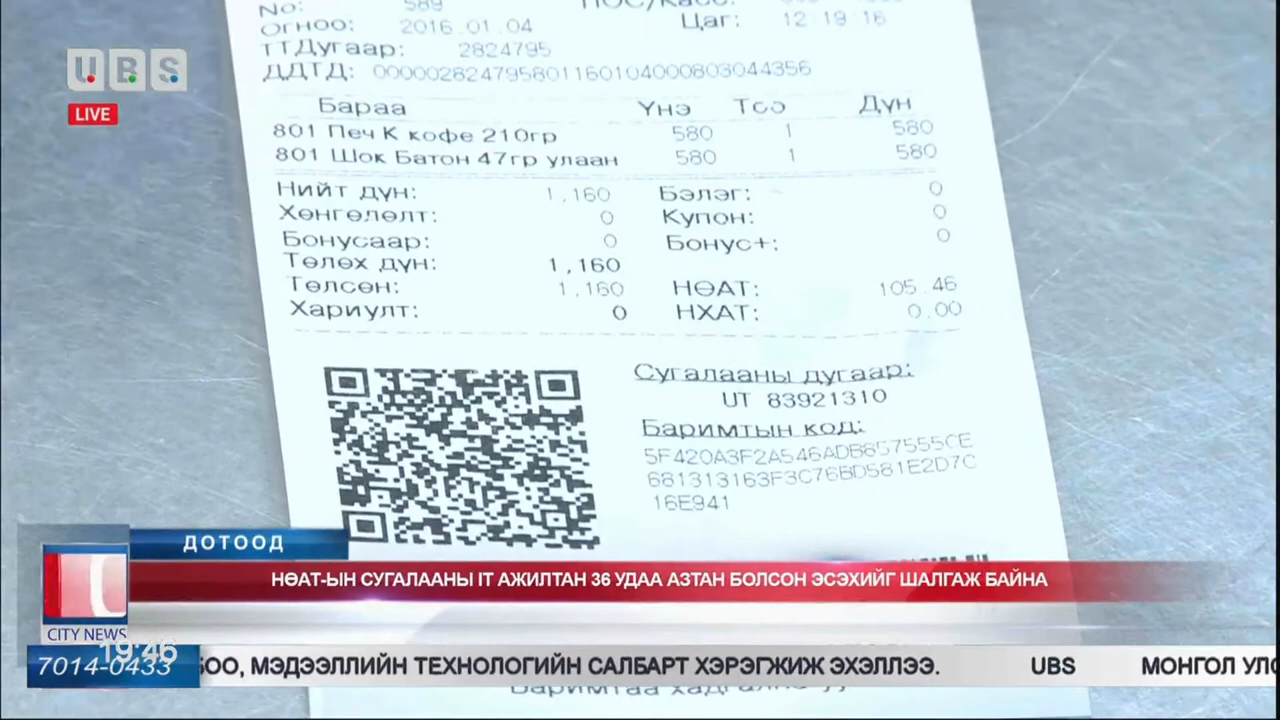 No: 589
Огноо: 2016.01.04 Цаг: 12:19:16
ТТДугаар: 2824795
ДДТД: 000002824795801160104000803044356
Бараа Үнэ Тоо Дүн
801 Печ К кофе 210гр 580 1 580
801 Шок Батон 47гр улаан 580 1 580
Нийт дүн: 1,160 Бэлэг: 0
Хөнгөлөлт: 0 Купон: 0
Бонусаар: 0 Бонус+: 0
Төлөх дүн: 1,160
Төлсөн: 1,160 НӨАТ: 105.46
Хариулт: 0 НХАТ: 0.00
Сугалааны дугаар:
UT 83921310
Баримтын код:
5F420A3F2A546ADB857555CE
681313163F3C76BD581E2D7C
16E941
UBS
LIVE
ДОТООД
НӨАТ-ЫН СУГАЛААНЫ IT АЖИЛТАН 36 УДАА АЗТАН БОЛСОН ЭСЭХИЙГ ШАЛГАЖ БАЙНА
CITY NEWS
19:46
7014-0433
БОО, МЭДЭЭЛЛИЙН ТЕХНОЛОГИЙН САЛБАРТ ХЭРЭГЖИЖ ЭХЭЛЛЭЭ. UBS МОНГОЛ УЛС